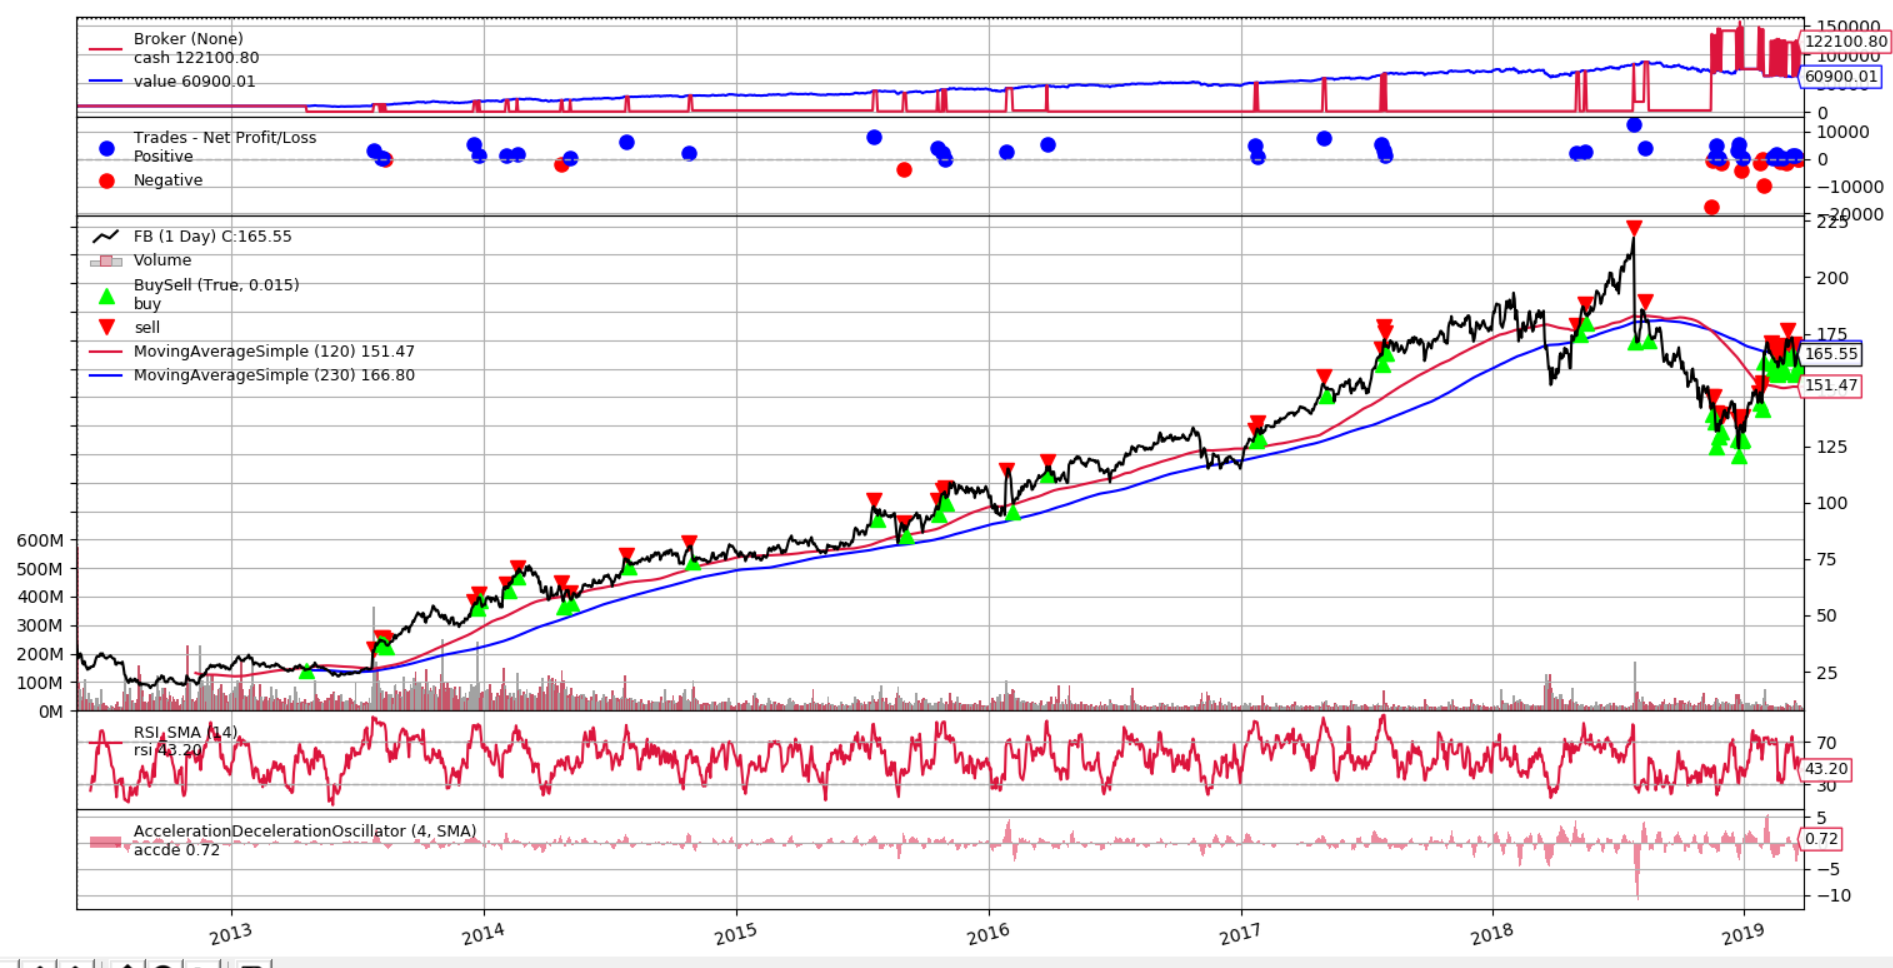 Broker (None)
cash 122100.80
value 60900.01
150000
122100.80
100000
60900.01
0
Trades - Net Profit/Loss
Positive
Negative
10000
0
−10000
−20000
FB (1 Day) C:165.55
Volume
BuySell (True, 0.015)
buy
sell
MovingAverageSimple (120) 151.47
MovingAverageSimple (230) 166.80
225
200
175
165.55
151.47
125
100
75
50
25
600M
500M
400M
300M
200M
100M
0M
RSI_SMA (14)
rsi 43.20
70
43.20
30
AccelerationDecelerationOscillator (4, SMA)
accde 0.72
5
0.72
−5
−10
2013
2014
2015
2016
2017
2018
2019